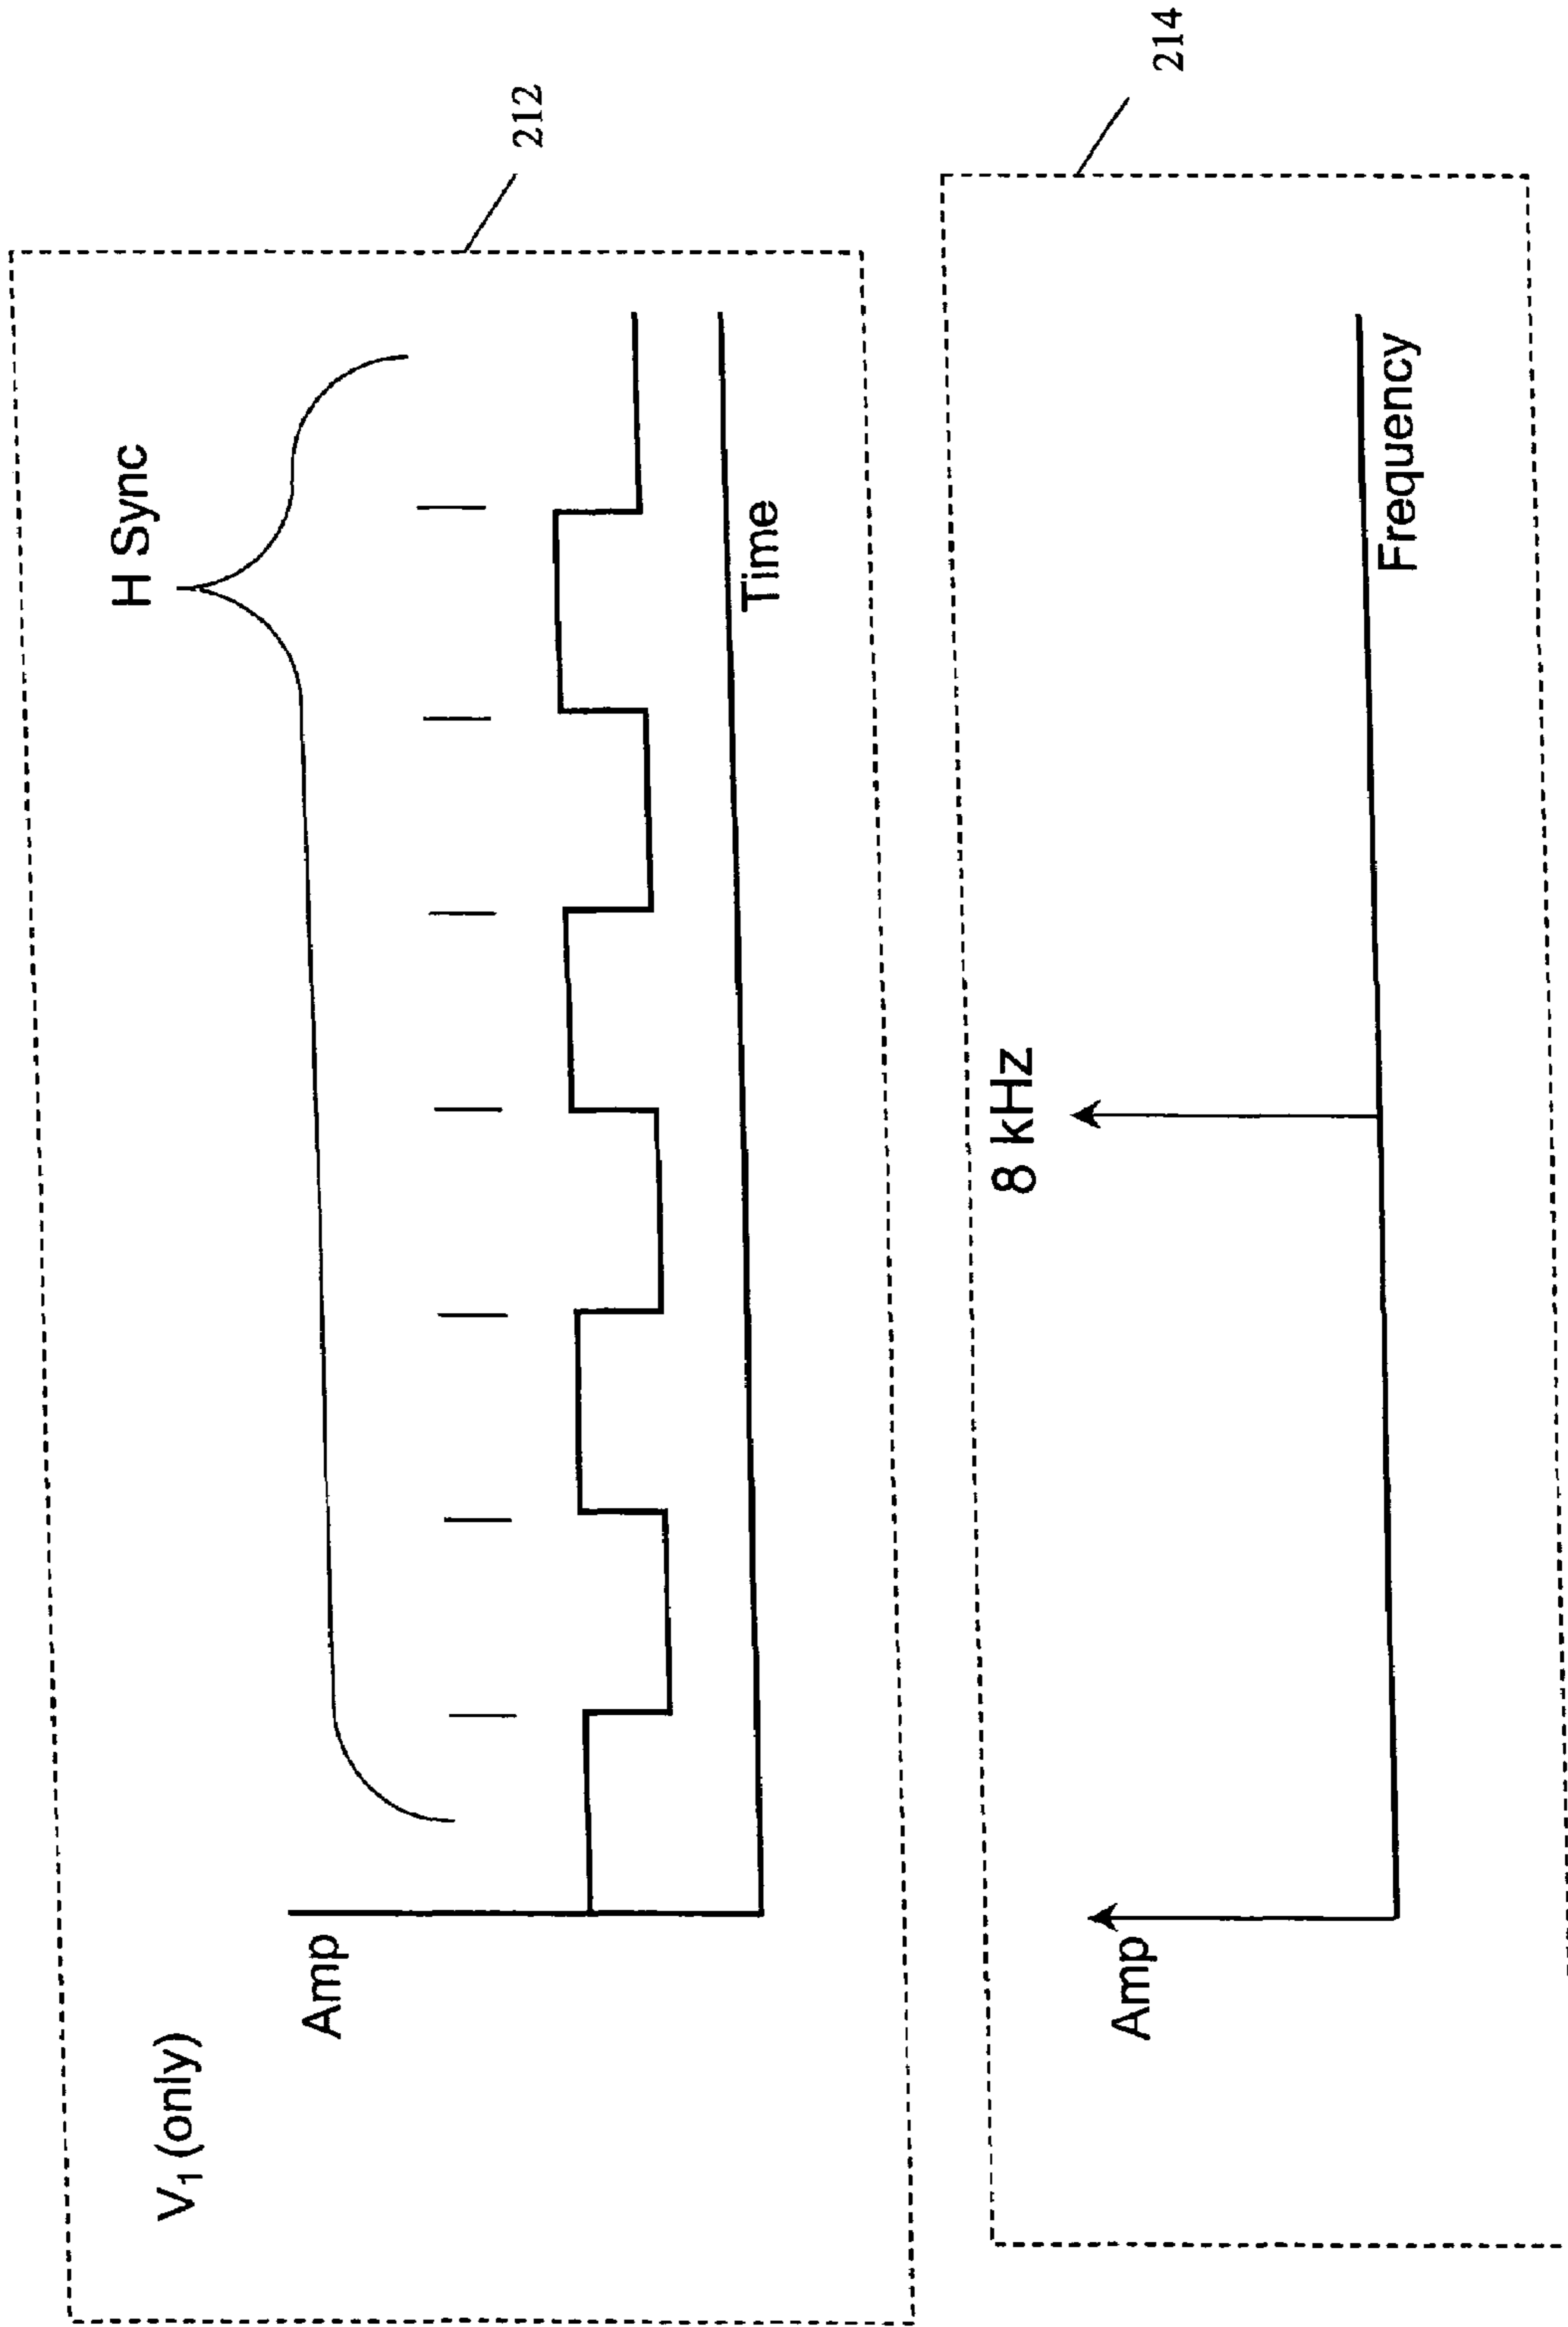 V₁ (only)
H Sync
Amp
Time
212
8 kHz
Amp
Frequency
214